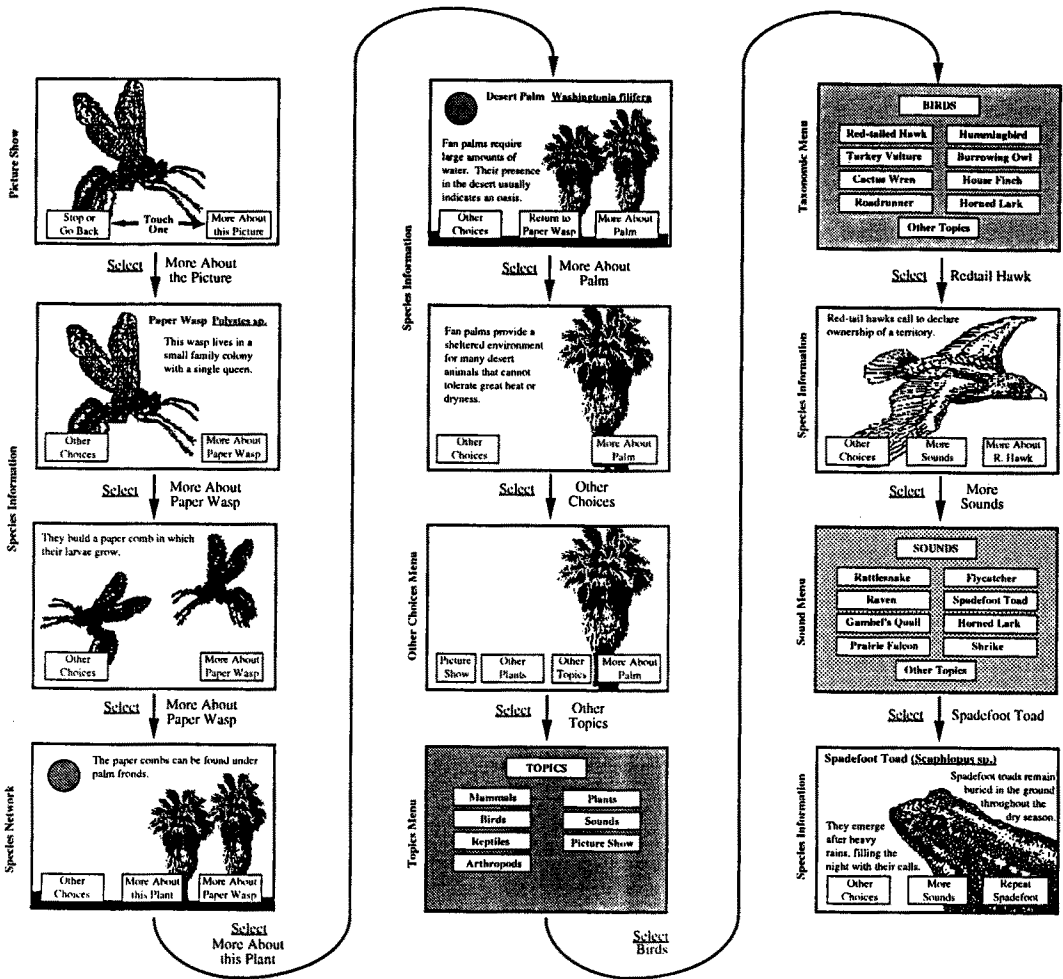 Picture Show
Stop or
Go Back
Touch
One
More About
this Picture
Select
More About
the Picture
Species Information
Paper Wasp Polystes sp.
This wasp lives in a
small family colony
with a single queen.
Other
Choices
More About
Paper Wasp
Select
More About
Paper Wasp
They build a paper comb in which
their larvae grow.
Other
Choices
More About
Paper Wasp
Select
More About
Paper Wasp
Species Network
The paper combs can be found under
palm fronds.
Other
Choices
More About
this Plant
More About
Paper Wasp
Select
More About
this Plant
Species Information
Desert Palm Washingtonia filifera
Fan palms require
large amounts of
water. Their presence
in the desert usually
indicates an oasis.
Other
Choices
Return to
Paper Wasp
More About
Palm
Select
More About
Palm
Fan palms provide a
sheltered environment
for many desert
animals that cannot
tolerate great heat or
dryness.
Other
Choices
More About
Palm
Select
Other
Choices
Other Choices Menu
Picture
Show
Other
Plants
Other
Topics
More About
Palm
Select
Other
Topics
Topics Menu
TOPICS
Mammals
Plants
Birds
Sounds
Reptiles
Picture Show
Arthropods
Select
Birds
Taxonomic Menu
BIRDS
Red-tailed Hawk
Hummingbird
Turkey Vulture
Burrowing Owl
Cactus Wren
House Finch
Roadrunner
Horned Lark
Other Topics
Select
Redtail Hawk
Species Information
Red-tail hawks call to declare
ownership of a territory.
Other
Choices
More
Sounds
More About
R. Hawk
Select
More
Sounds
Sound Menu
SOUNDS
Rattlesnake
Flycatcher
Raven
Spadefoot Toad
Gambel's Quail
Horned Lark
Prairie Falcon
Shrike
Other Topics
Select
Spadefoot Toad
Species Information
Spadefoot Toad (Scaphiopus sp.)
Spadefoot toads remain
buried in the ground
throughout the
dry season.
They emerge
after heavy
rains, filling the
night with their calls.
Other
Choices
More
Sounds
Repeat
Spadefoot